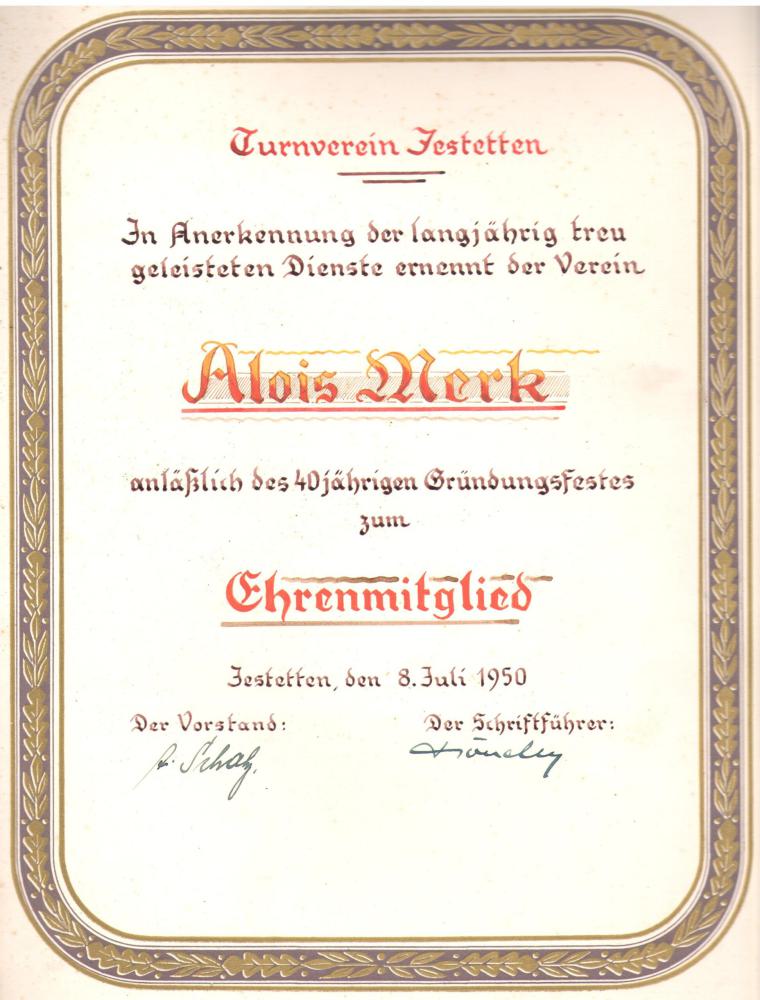 Turnverein Jestetten
In Anerkennung der langjährig treu
geleisteten Dienste ernennt der Verein
Alois Merk
anläßlich des 40jährigen Gründungsfestes
zum
Ehrenmitglied
Jestetten, den 8. Juli 1950
Der Vorstand: Der Schriftführer: